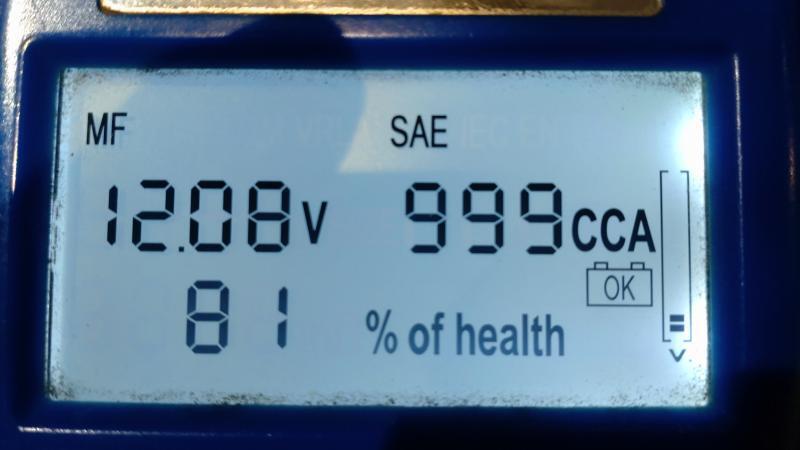 MF SAE
12.08V 999CCA
OK
81 % of health